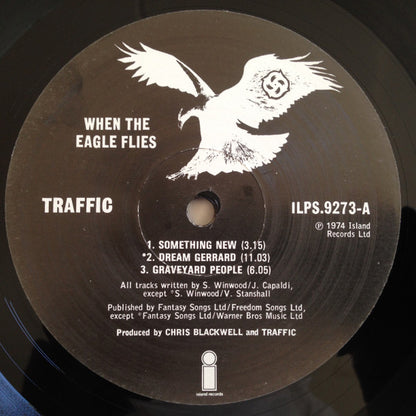 WHEN THE
EAGLE FLIES
TRAFFIC
ILPS.9273-A
Ⓟ 1974 Island
Records Ltd
1. SOMETHING NEW (3.15)
*2. DREAM GERRARD (11.03)
3. GRAVEYARD PEOPLE (6.05)
All tracks written by S. Winwood/J. Capaldi,
except *S. Winwood/V. Stanshall
Published by Fantasy Songs Ltd/Freedom Songs Ltd,
except *Fantasy Songs Ltd/Warner Bros Music Ltd
Produced by CHRIS BLACKWELL and TRAFFIC
i
island records